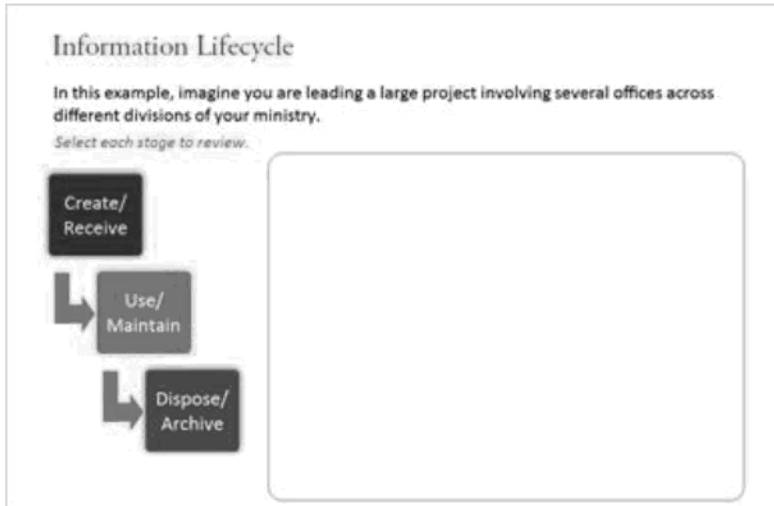 Information Lifecycle
In this example, imagine you are leading a large project involving several offices across
different divisions of your ministry.
Select each stage to review.
Create/
Receive
Use/
Maintain
Dispose/
Archive